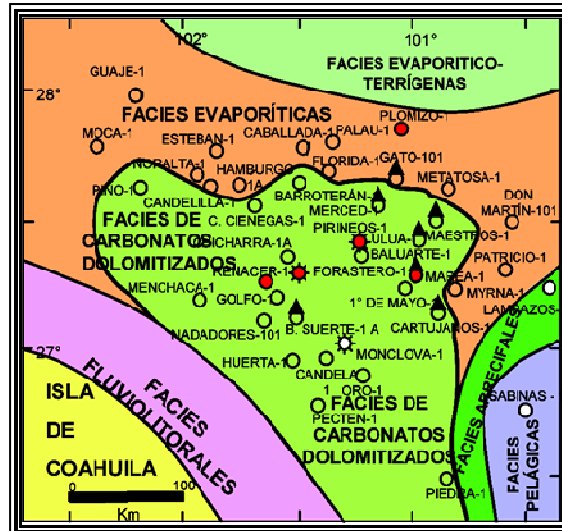 102°
101°
28°
27°
FACIES EVAPORITICO-
TERRÍGENAS
GUAJE-1
FACIES EVAPORÍTICAS
PLOMIZO-1
MOCA-1
ESTEBAN-1
CABALLADA-1
PALAU-1
GATO-101
NORALTA-1
HAMBURGO
1A
FLORIDA-1
METATOSA-1
PINO-1
CANDELILLA-1
BARROTERÁN-1
MERCED-1
DON
MARTÍN-101
FACIES DE
CARBONATOS
DOLOMITIZADOS
C. CIENEGAS-1
PIRINEOS-1
LULUA-1
MAESTROS-1
CHICHARRA-1A
BALUARTE-1
PATRICIO-1
RENACER-1
FORASTERO-1
MAREA-1
MENCHACA-1
GOLFO-1
1° DE MAYO-2
MYRNA-1
LAMPAZOS-
NADADORES-101
B. SUERTE-1 A
CARTUJANOS-1
HUERTA-1
MONCLOVA-1
CANDELA
1
ORO-1
PECTEN-1
FACIES DE
CARBONATOS
DOLOMITIZADOS
SABINAS -
PIEDRA-1
FACIES ARRECIFALES
FACIES
PELÁGICAS
FACIES
FLUVIOLITORALES
ISLA
DE
COAHUILA
0
100
Km